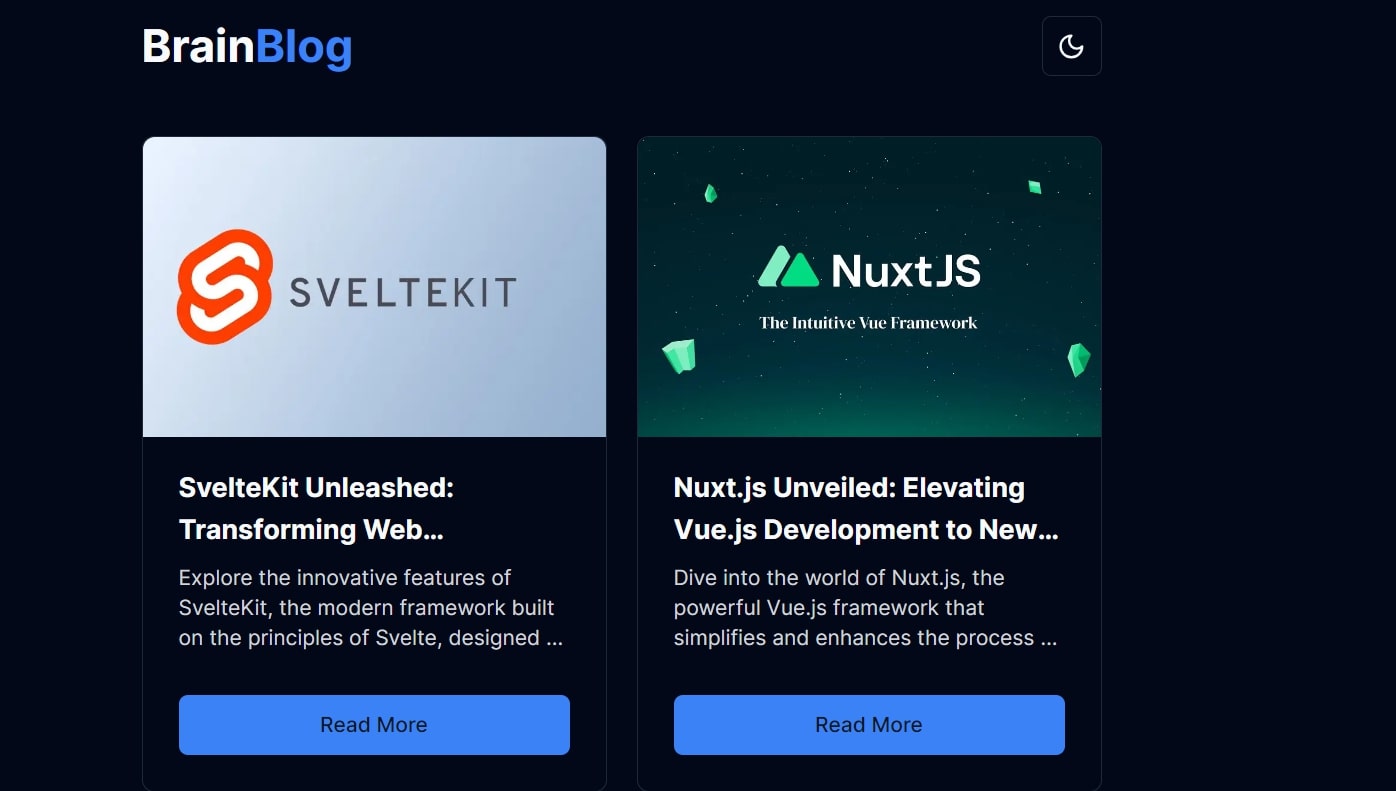 BrainBlog
SVELTEKIT
NuxtJS
The Intuitive Vue Framework
SvelteKit Unleashed:
Transforming Web...
Explore the innovative features of
SvelteKit, the modern framework built
on the principles of Svelte, designed ...
Read More
Nuxt.js Unveiled: Elevating
Vue.js Development to New...
Dive into the world of Nuxt.js, the
powerful Vue.js framework that
simplifies and enhances the process ...
Read More